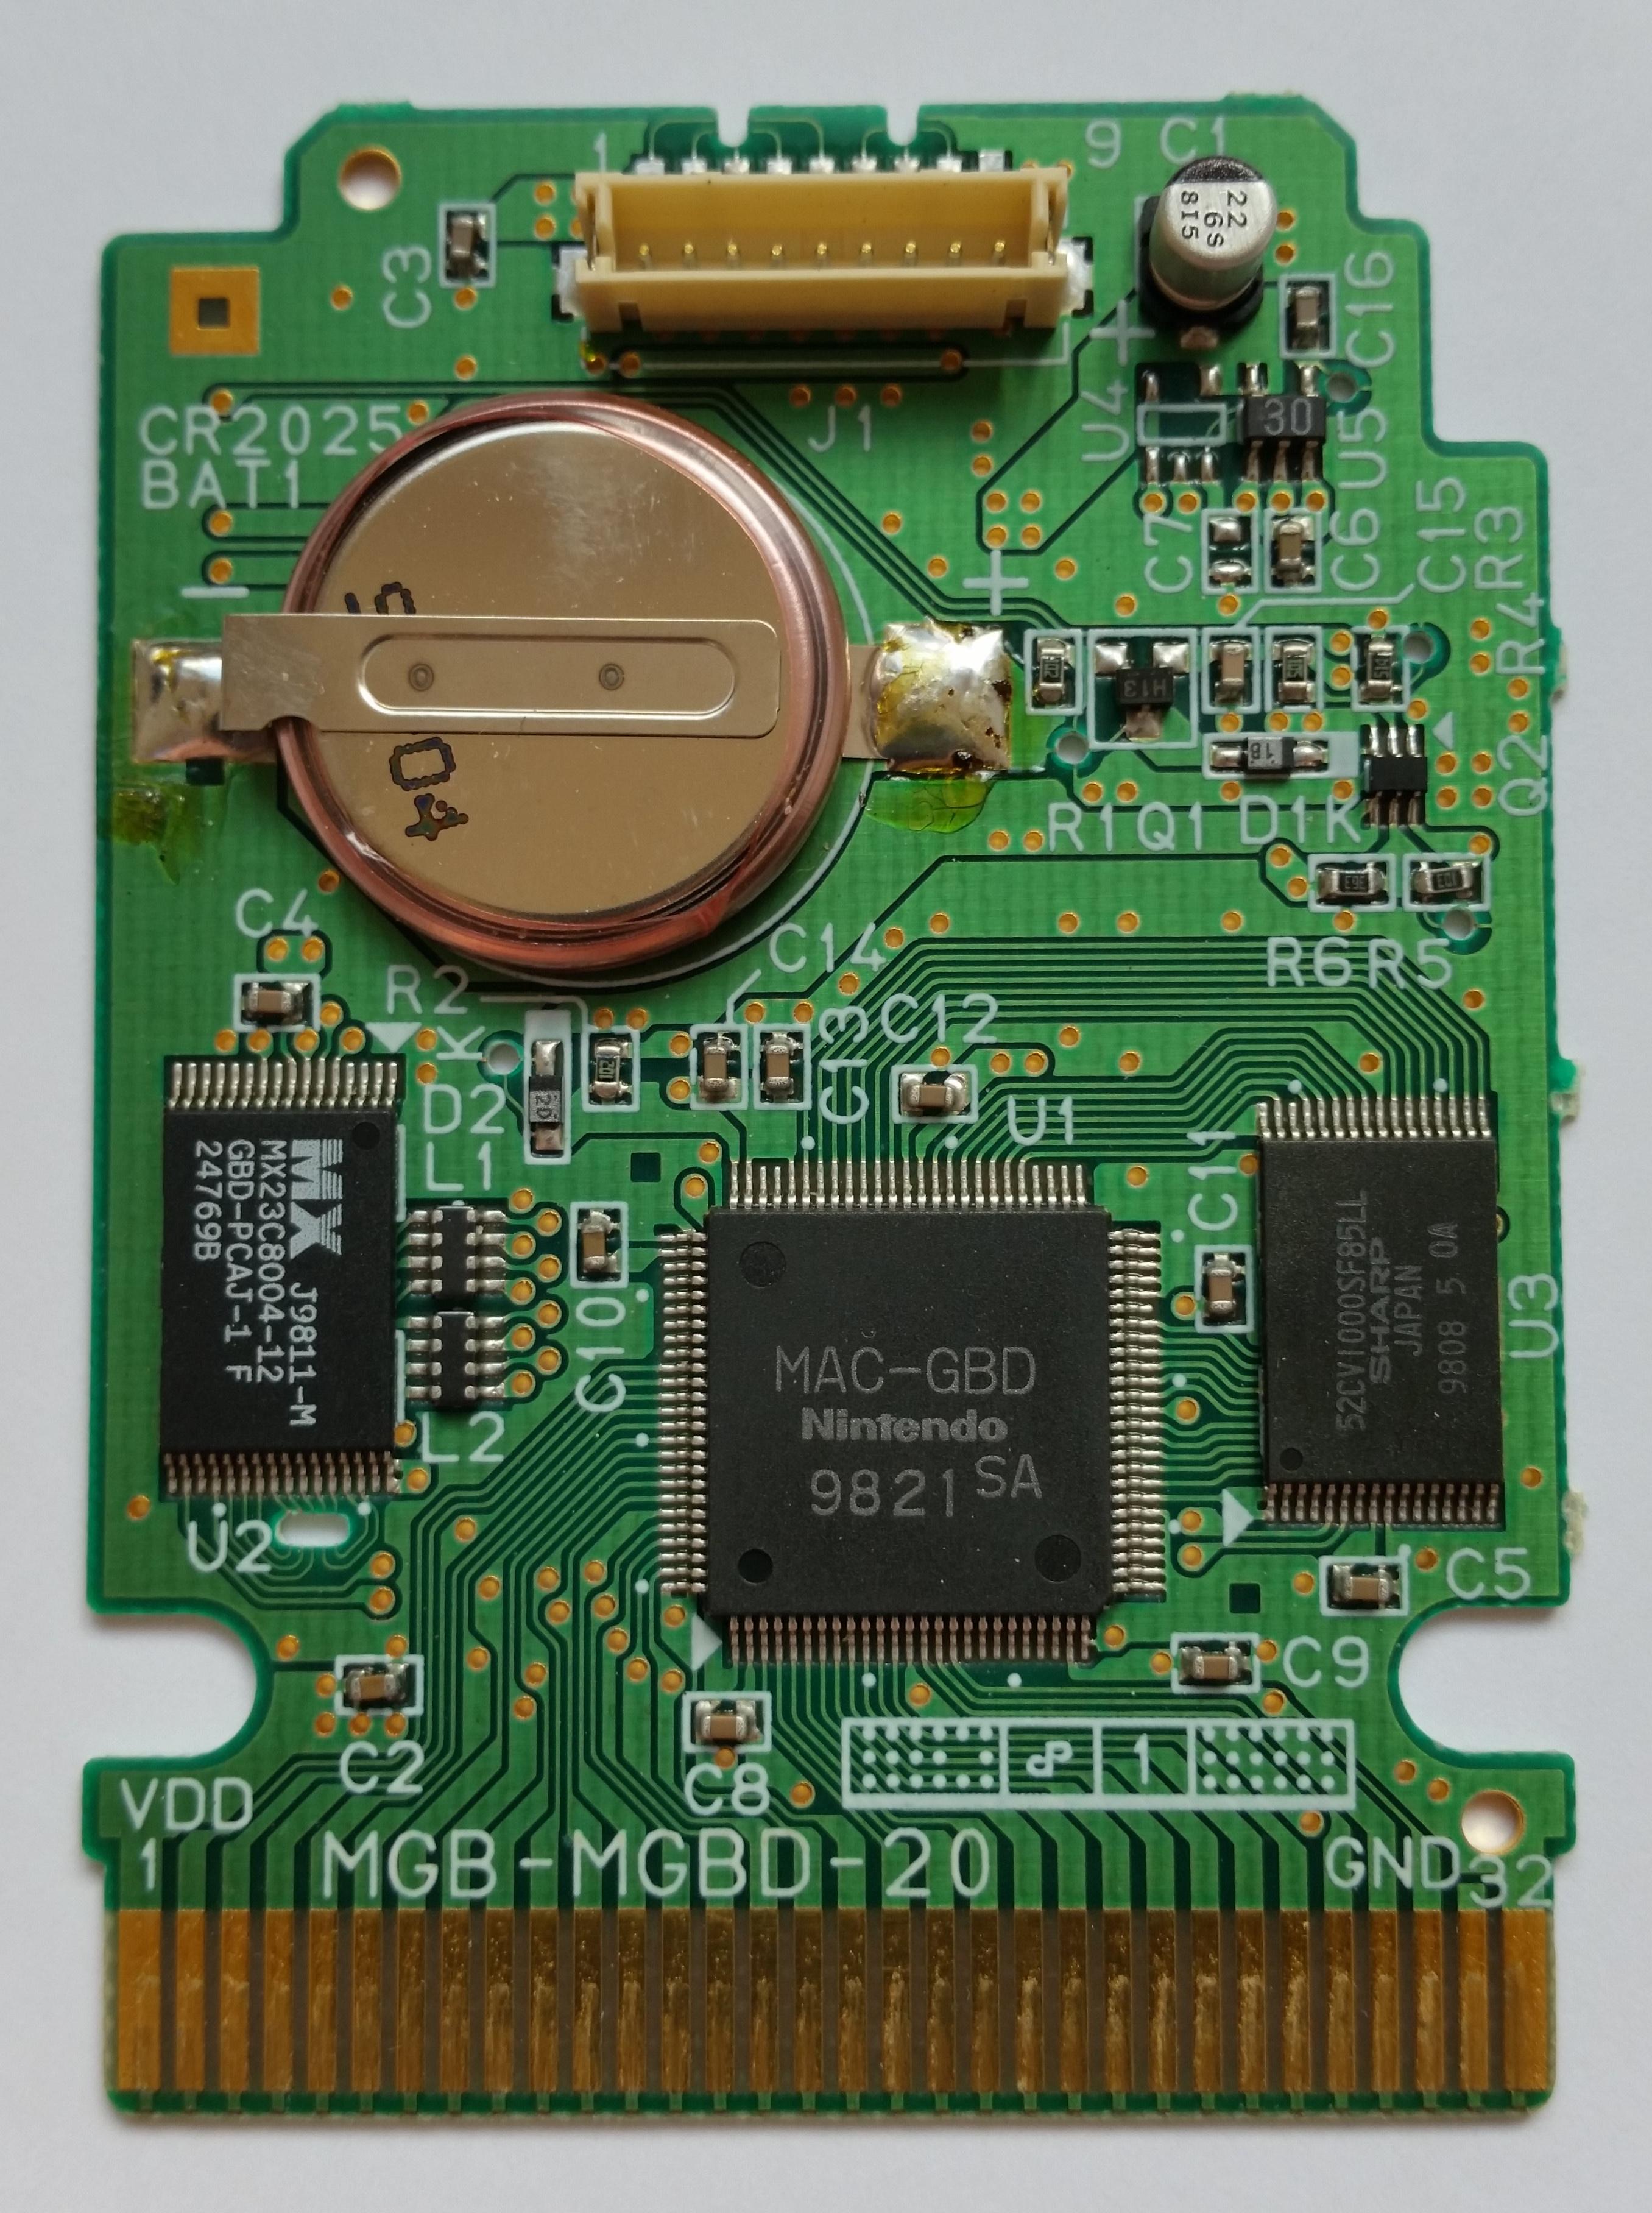 1
9 C1
22
6s
815
C3
C16
CR2025
BAT1
J1
+
U4
30
U5
C7
C6
C15
R3
+
R4
H13
18
Q2
R1 Q1 D1 K
C4
R6 R5
R2
C14
K
C13
C12
D2
20
201
U1
L1
C11
MX J9811-M
MX23C8004-12
GBD-PCAJ-1 F
24769B
C10
MAC-GBD
Nintendo
9821 SA
52CV1000SF85LL
SHARP
JAPAN
9808 5 0A
U3
L2
U2
C5
C9
C2
C8
1
VDD
1
MGB-MGBD-20
GND
32